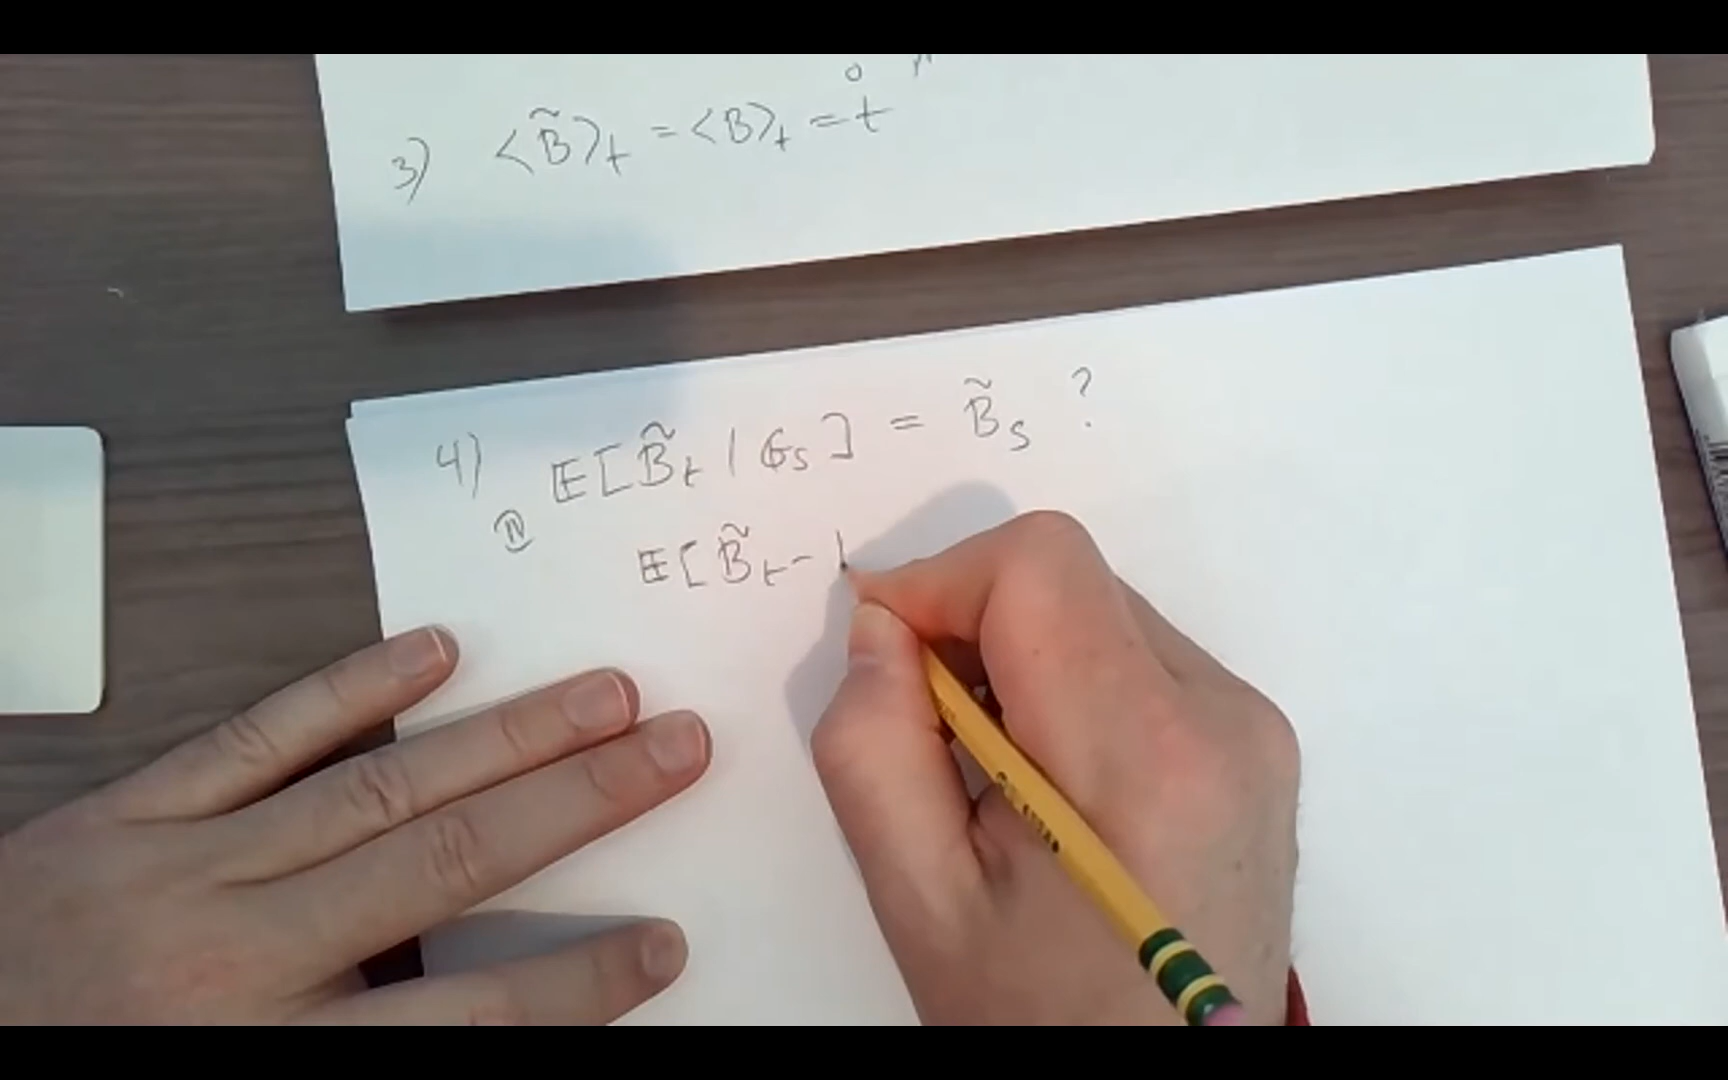 3) <B̃>t = <B>t = t
4) 𝔼[B̃t | Gs] = B̃s ?
𝔼[B̃t -